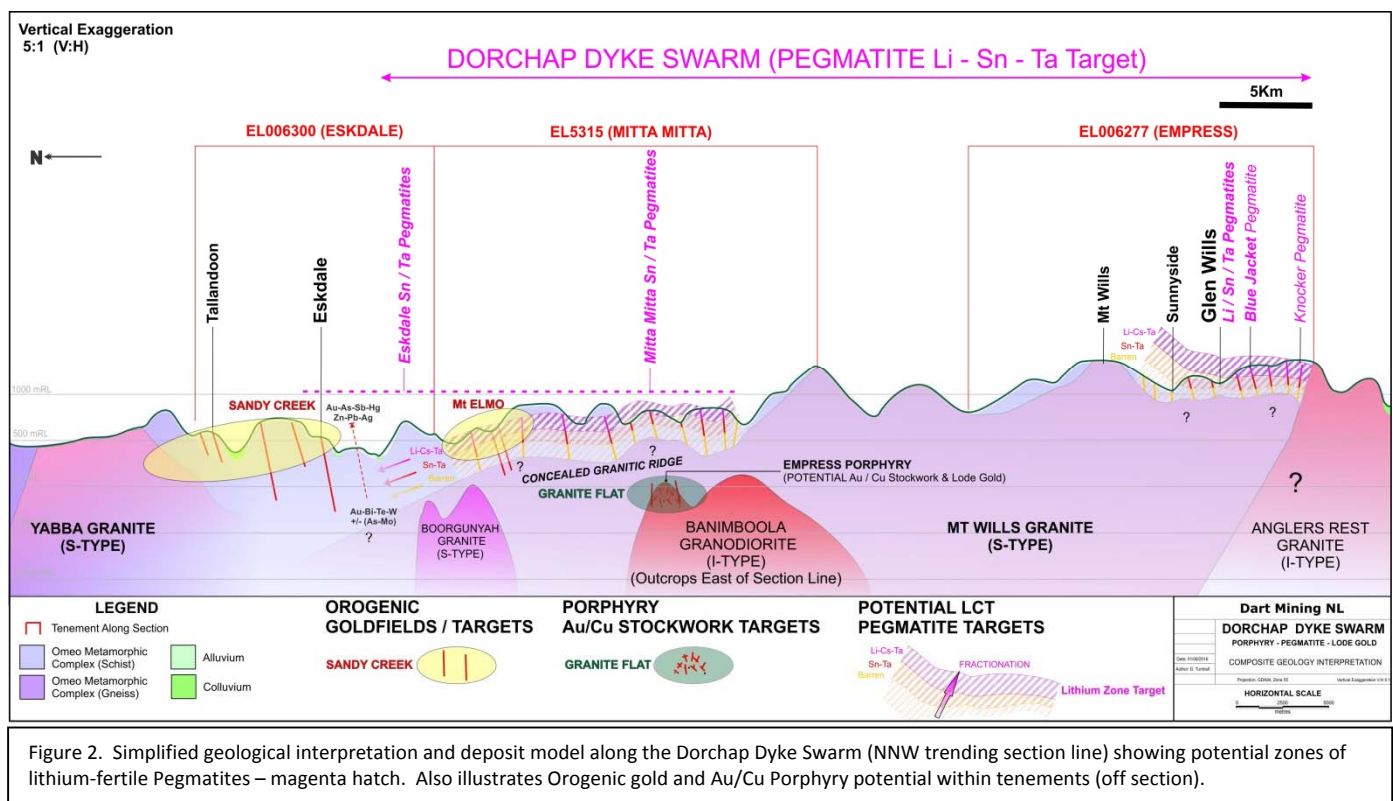 Vertical Exaggeration
5:1 (V:H)
DORCHAP DYKE SWARM (PEGMATITE Li - Sn - Ta Target)
5Km
EL006300 (ESKDALE)
EL5315 (MITTA MITTA)
EL006277 (EMPRESS)
N
Tallandoon
Eskdale
Eskdale Sn / Ta Pegmatites
Mitta Mitta Sn / Ta Pegmatites
Mt Wills
Sunnyside
Glen Wills
Li / Sn / Ta Pegmatites
Blue Jacket Pegmatite
Knocker Pegmatite
Li-Cs-Ta
Sn-Ta
Barren
1000 mRL
SANDY CREEK
Au-As-Sb-Hg
Zn-Pb-Ag
Mt ELMO
500 mRL
?
?
Li-Cs-Ta
Sn-Ta
Barren
?
?
CONCEALED GRANITIC RIDGE
EMPRESS PORPHYRY
(POTENTIAL Au / Cu Stockwork & Lode Gold)
GRANITE FLAT
?
Au-Bi-Te-W
+/- (As-Mo)
?
YABBA GRANITE
(S-TYPE)
BOORGUNYAH
GRANITE
(S-TYPE)
BANIMBOOLA
GRANODIORITE
(I-TYPE)
(Outcrops East of Section Line)
MT WILLS GRANITE
(S-TYPE)
ANGLERS REST
GRANITE
(I-TYPE)
LEGEND
Tenement Along Section
Omeo Metamorphic
Complex (Schist)
Omeo Metamorphic
Complex (Gneiss)
Alluvium
Colluvium
OROGENIC
GOLDFIELDS / TARGETS
SANDY CREEK
PORPHYRY
Au/Cu STOCKWORK TARGETS
GRANITE FLAT
POTENTIAL LCT
PEGMATITE TARGETS
Li-Cs-Ta
Sn-Ta
Barren
FRACTIONATION
Lithium Zone Target
Dart Mining NL
DORCHAP DYKE SWARM
PORPHYRY - PEGMATITE - LODE GOLD
COMPOSITE GEOLOGY INTERPRETATION
HORIZONTAL SCALE
0 2500 5000
metres
Figure 2. Simplified geological interpretation and deposit model along the Dorchap Dyke Swarm (NNW trending section line) showing potential zones of
lithium-fertile Pegmatites – magenta hatch. Also illustrates Orogenic gold and Au/Cu Porphyry potential within tenements (off section).